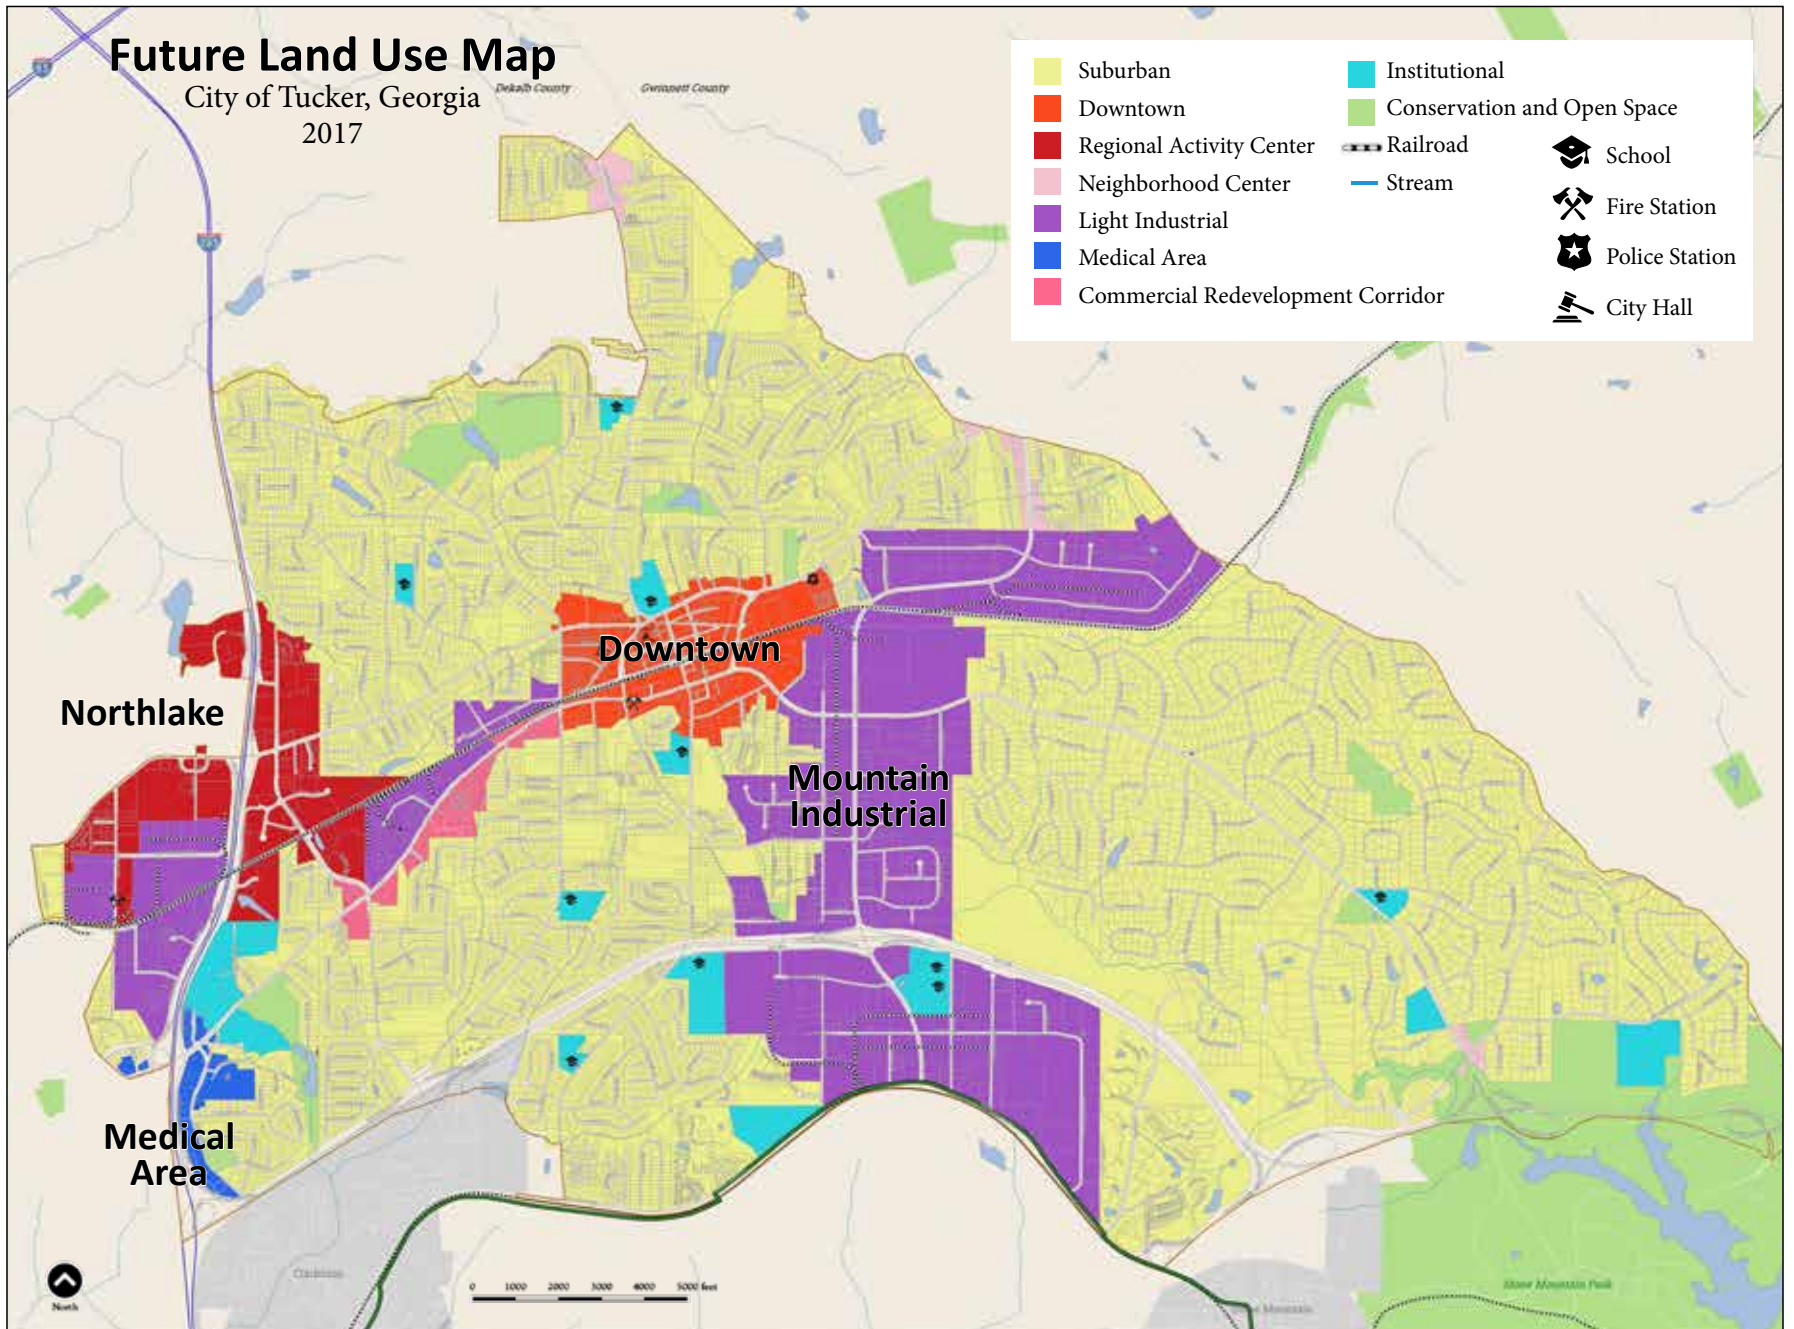 Future Land Use Map
City of Tucker, Georgia
2017
Dekalb County
Gwinnett County
Suburban
Downtown
Regional Activity Center
Neighborhood Center
Light Industrial
Medical Area
Commercial Redevelopment Corridor
Institutional
Conservation and Open Space
Railroad
Stream
School
Fire Station
Police Station
City Hall
Downtown
Northlake
Mountain
Industrial
Medical
Area
North
0 1000 2000 3000 4000 5000 feet
Clarkston
Stone Mountain Park
Mountain